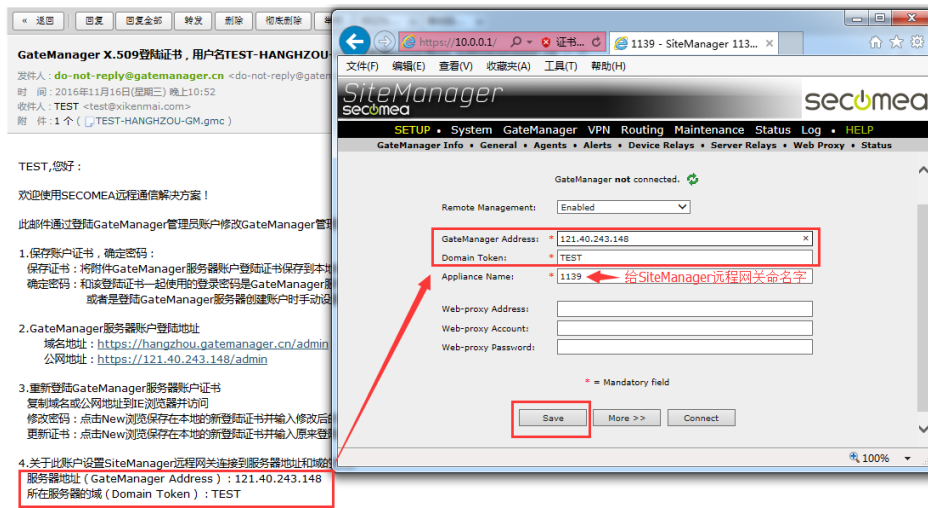 « 返回
回复
回复全部
转发
删除
彻底删除
GateManager X.509登陆证书，用户名TEST-HANGHZOU-
发件人：do-not-reply@gatemanager.cn <do-not-reply@gatem
时 间：2016年11月16日(星期三) 晚上10:52
收件人：TEST <test@xikenmai.com>
附 件：1 个 ( TEST-HANGHZOU-GM.gmc )
TEST,您好：
欢迎使用SECOMEA远程通信解决方案！
此邮件通过登陆GateManager管理员账户修改GateManager管理
1.保存账户证书，确定密码：
保存证书：将附件GateManager服务器账户登陆证书保存到本地
确定密码：和该登陆证书一起使用的登录密码是GateManager服
或者是登陆GateManager服务器创建账户时手动设
2.GateManager服务器账户登陆地址
域名地址：https://hangzhou.gatemanager.cn/admin
公网地址：https://121.40.243.148/admin
3.重新登陆GateManager服务器账户证书
复制域名或公网地址到IE浏览器并访问
修改密码：点击New浏览保存在本地的新登陆证书并输入修改后的
更新证书：点击New浏览保存在本地的新登陆证书并输入原来登陆
4.关于此账户设置SiteManager远程网关连接到服务器地址和域的
服务器地址 ( GateManager Address )：121.40.243.148
所在服务器的域 ( Domain Token )：TEST
https://10.0.0.1/ 证书...
1139 - SiteManager 113... ×
文件(F) 编辑(E) 查看(V) 收藏夹(A) 工具(T) 帮助(H)
SiteManager
secomea
secomea
SETUP • System GateManager VPN Routing Maintenance Status Log • HELP
GateManager Info • General • Agents • Alerts • Device Relays • Server Relays • Web Proxy • Status
GateManager not connected.
Remote Management: Enabled
GateManager Address: * 121.40.243.148 ×
Domain Token: * TEST
Appliance Name: * 1139 给SiteManager远程网关命名字
Web-proxy Address:
Web-proxy Account:
Web-proxy Password:
* = Mandatory field
Save
More >>
Connect
100%